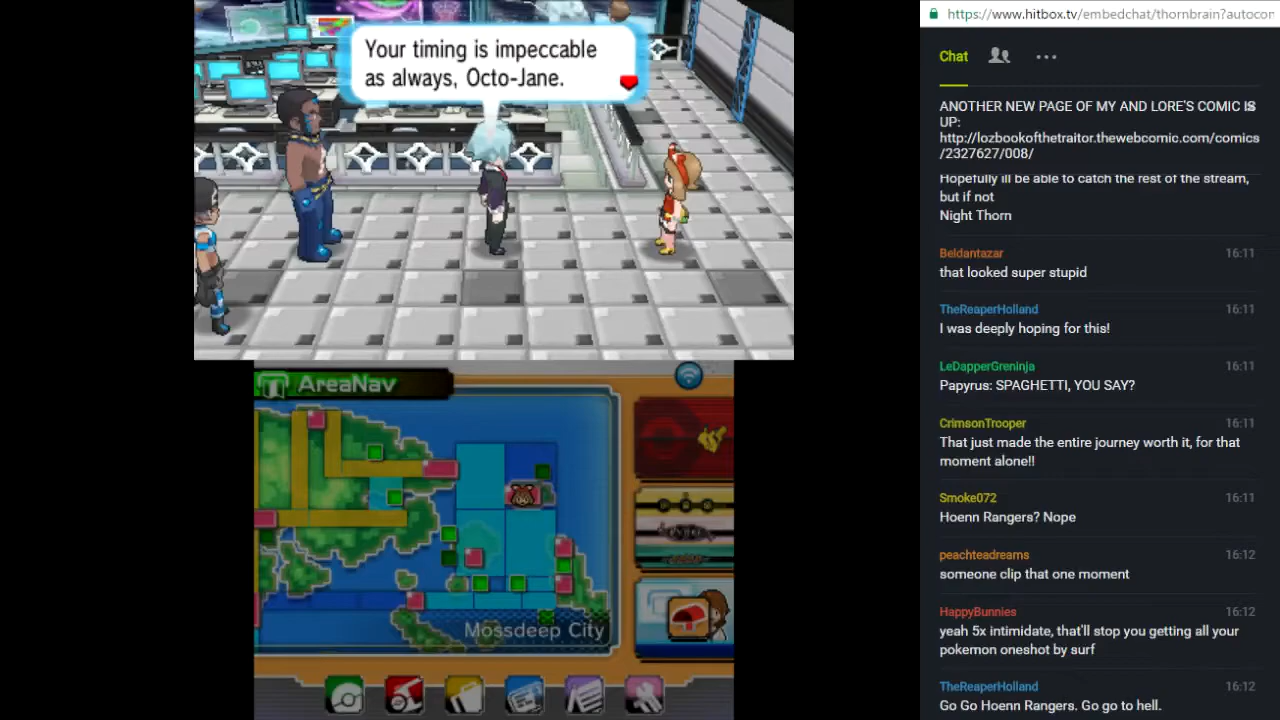 Your timing is impeccable
as always, Octo-Jane.
AreaNav
Mossdeep City
https://www.hitbox.tv/embedchat/thornbrain?autocon
Chat
ANOTHER NEW PAGE OF MY AND LORE'S COMIC IS
UP:
http://lozbookofthetraitor.thewebcomic.com/comics
/2327627/008/
Hopefully ill be able to catch the rest of the stream,
but if not
Night Thorn
Beldantazar 16:11
that looked super stupid
TheReaperHolland 16:11
I was deeply hoping for this!
LeDapperGreninja 16:11
Papyrus: SPAGHETTI, YOU SAY?
CrimsonTrooper 16:11
That just made the entire journey worth it, for that
moment alone!!
Smoke072 16:11
Hoenn Rangers? Nope
peachteadreams 16:12
someone clip that one moment
HappyBunnies 16:12
yeah 5x intimidate, that'll stop you getting all your
pokemon oneshot by surf
TheReaperHolland 16:12
Go Go Hoenn Rangers. Go go to hell.